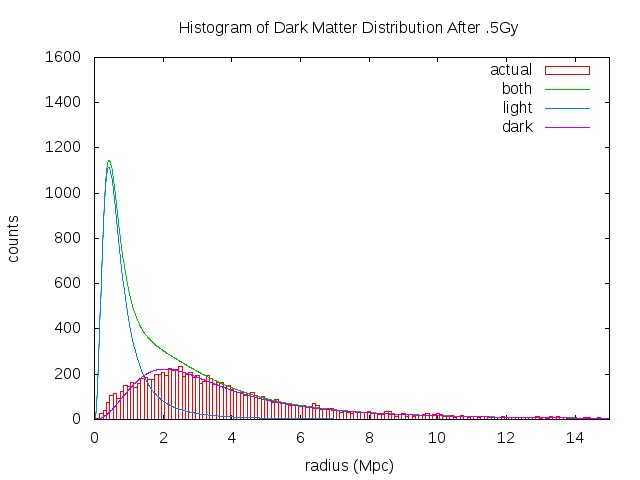 Histogram of Dark Matter Distribution After .5Gy
1600
1400
1200
1000
800
600
400
200
0
counts
actual
both
light
dark
0 2 4 6 8 10 12 14
radius (Mpc)